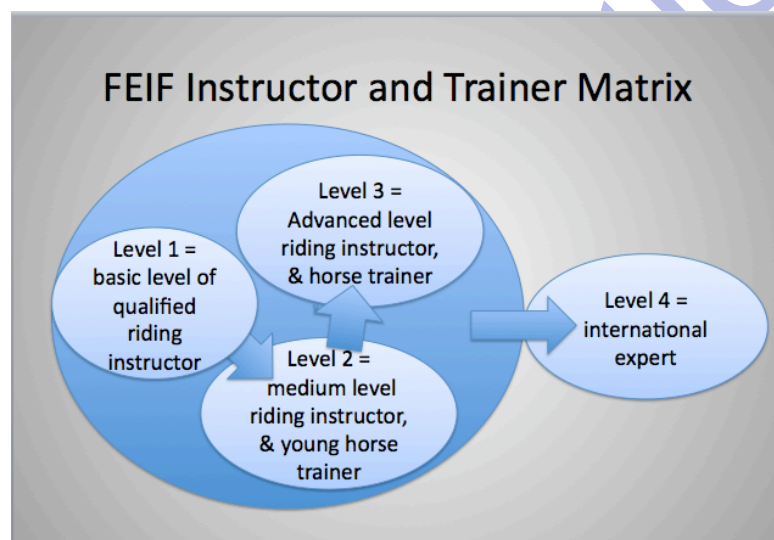 FEIF Instructor and Trainer Matrix
Level 1 =
basic level of
qualified
riding
instructor
Level 2 =
medium level
riding instructor,
& young horse
trainer
Level 3 =
Advanced level
riding instructor,
& horse trainer
Level 4 =
international
expert